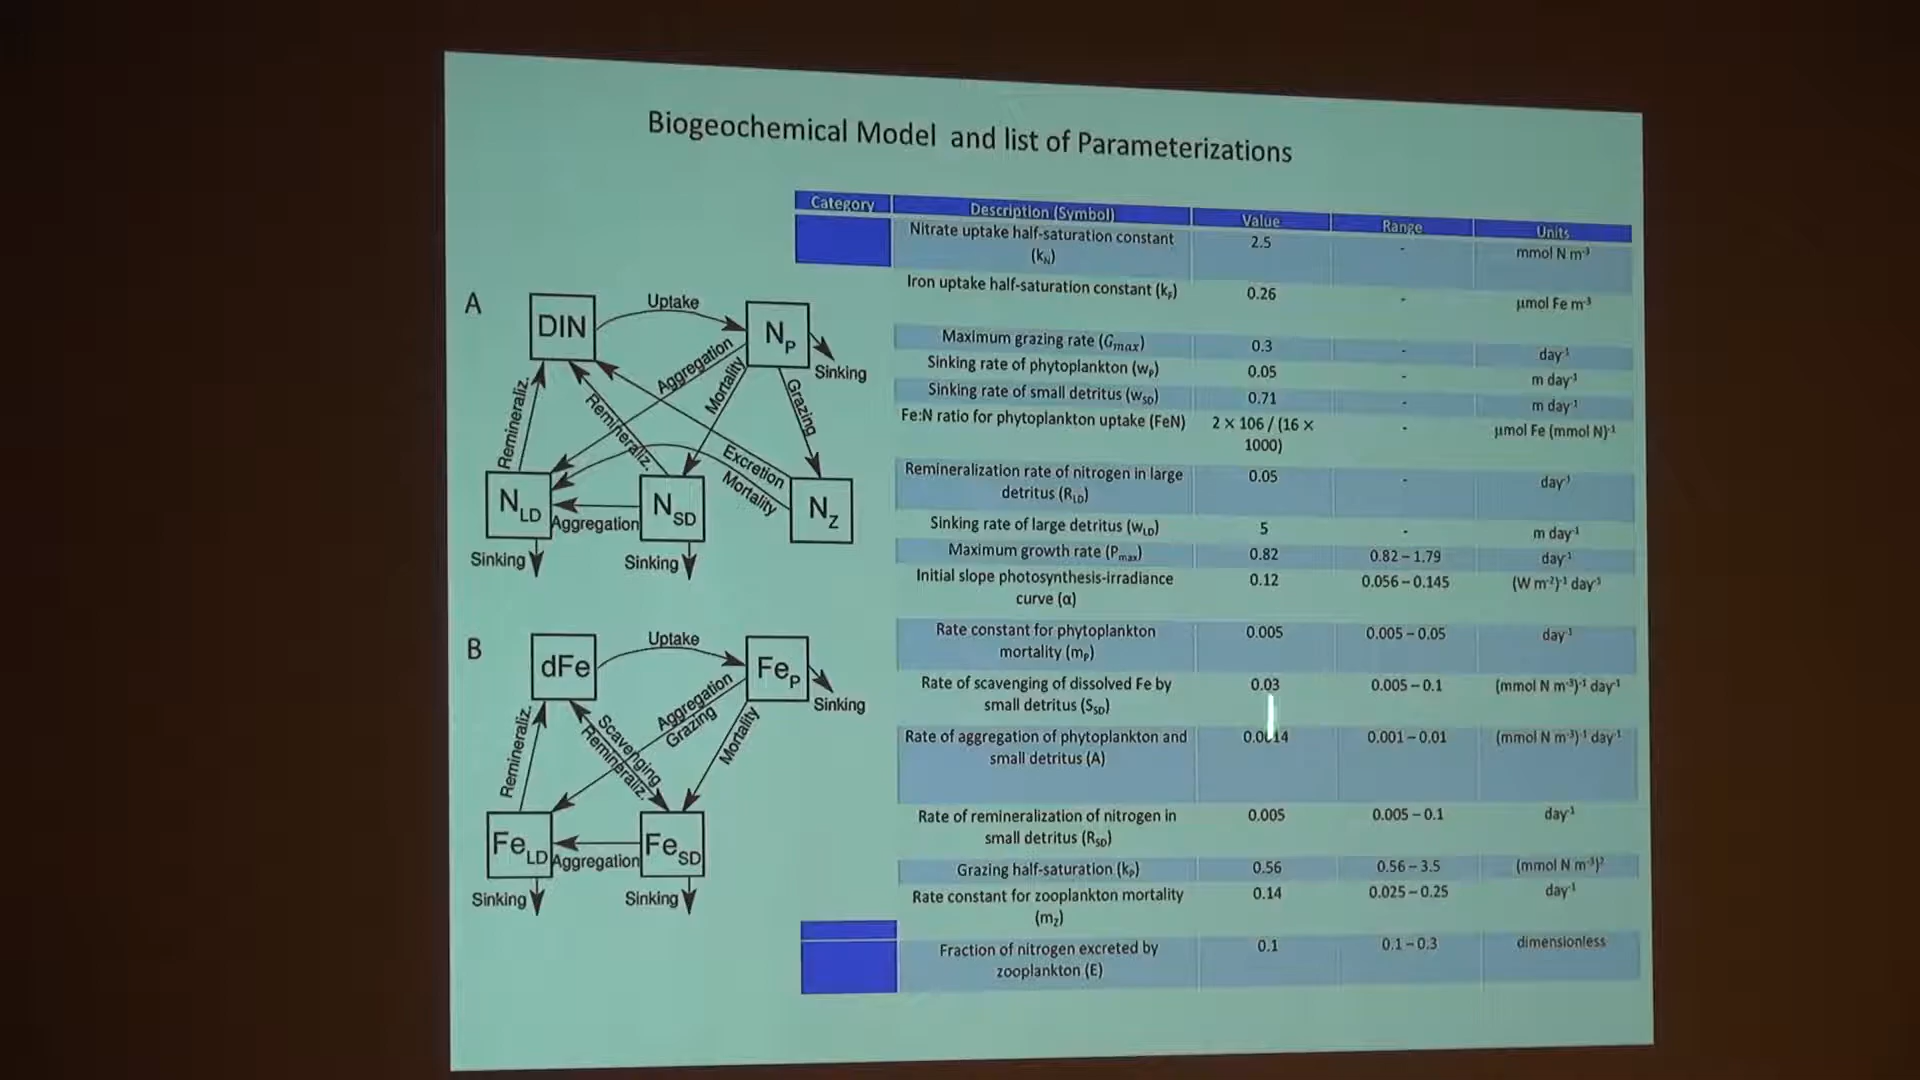 Biogeochemical Model and list of Parameterizations
Category Description (Symbol) Value Range Units
Nitrate uptake half-saturation constant (kN) 2.5 - mmol N m-3
Iron uptake half-saturation constant (kF) 0.26 - µmol Fe m-3
Maximum grazing rate (Gmax) 0.3 - day-1
Sinking rate of phytoplankton (wP) 0.05 - m day-1
Sinking rate of small detritus (wSD) 0.71 - m day-1
Fe:N ratio for phytoplankton uptake (FeN) 2 × 106 / (16 × 1000) - µmol Fe (mmol N)-1
Remineralization rate of nitrogen in large detritus (RLD) 0.05 - day-1
Sinking rate of large detritus (wLD) 5 - m day-1
Maximum growth rate (Pmax) 0.82 0.82 – 1.79 day-1
Initial slope photosynthesis-irradiance curve (α) 0.12 0.056 – 0.145 (W m-2)-1 day-1
Rate constant for phytoplankton mortality (mP) 0.005 0.005 – 0.05 day-1
Rate of scavenging of dissolved Fe by small detritus (SSD) 0.03 0.005 – 0.1 (mmol N m-3)-1 day-1
Rate of aggregation of phytoplankton and small detritus (A) 0.0014 0.001 – 0.01 (mmol N m-3)-1 day-1
Rate of remineralization of nitrogen in small detritus (RSD) 0.005 0.005 – 0.1 day-1
Grazing half-saturation (kP) 0.56 0.56 – 3.5 (mmol N m-3)2
Rate constant for zooplankton mortality (mZ) 0.14 0.025 – 0.25 day-1
Fraction of nitrogen excreted by zooplankton (E) 0.1 0.1 – 0.3 dimensionless
A
DIN
Uptake
NP
Sinking
Aggregation
Mortality
Grazing
Remineraliz.
Remineraliz.
Excretion
Mortality
NLD
Aggregation
NSD
NZ
Sinking
Sinking
B
dFe
Uptake
FeP
Sinking
Aggregation
Grazing
Mortality
Scavenging
Remineraliz.
Remineraliz.
FeLD
Aggregation
FeSD
Sinking
Sinking